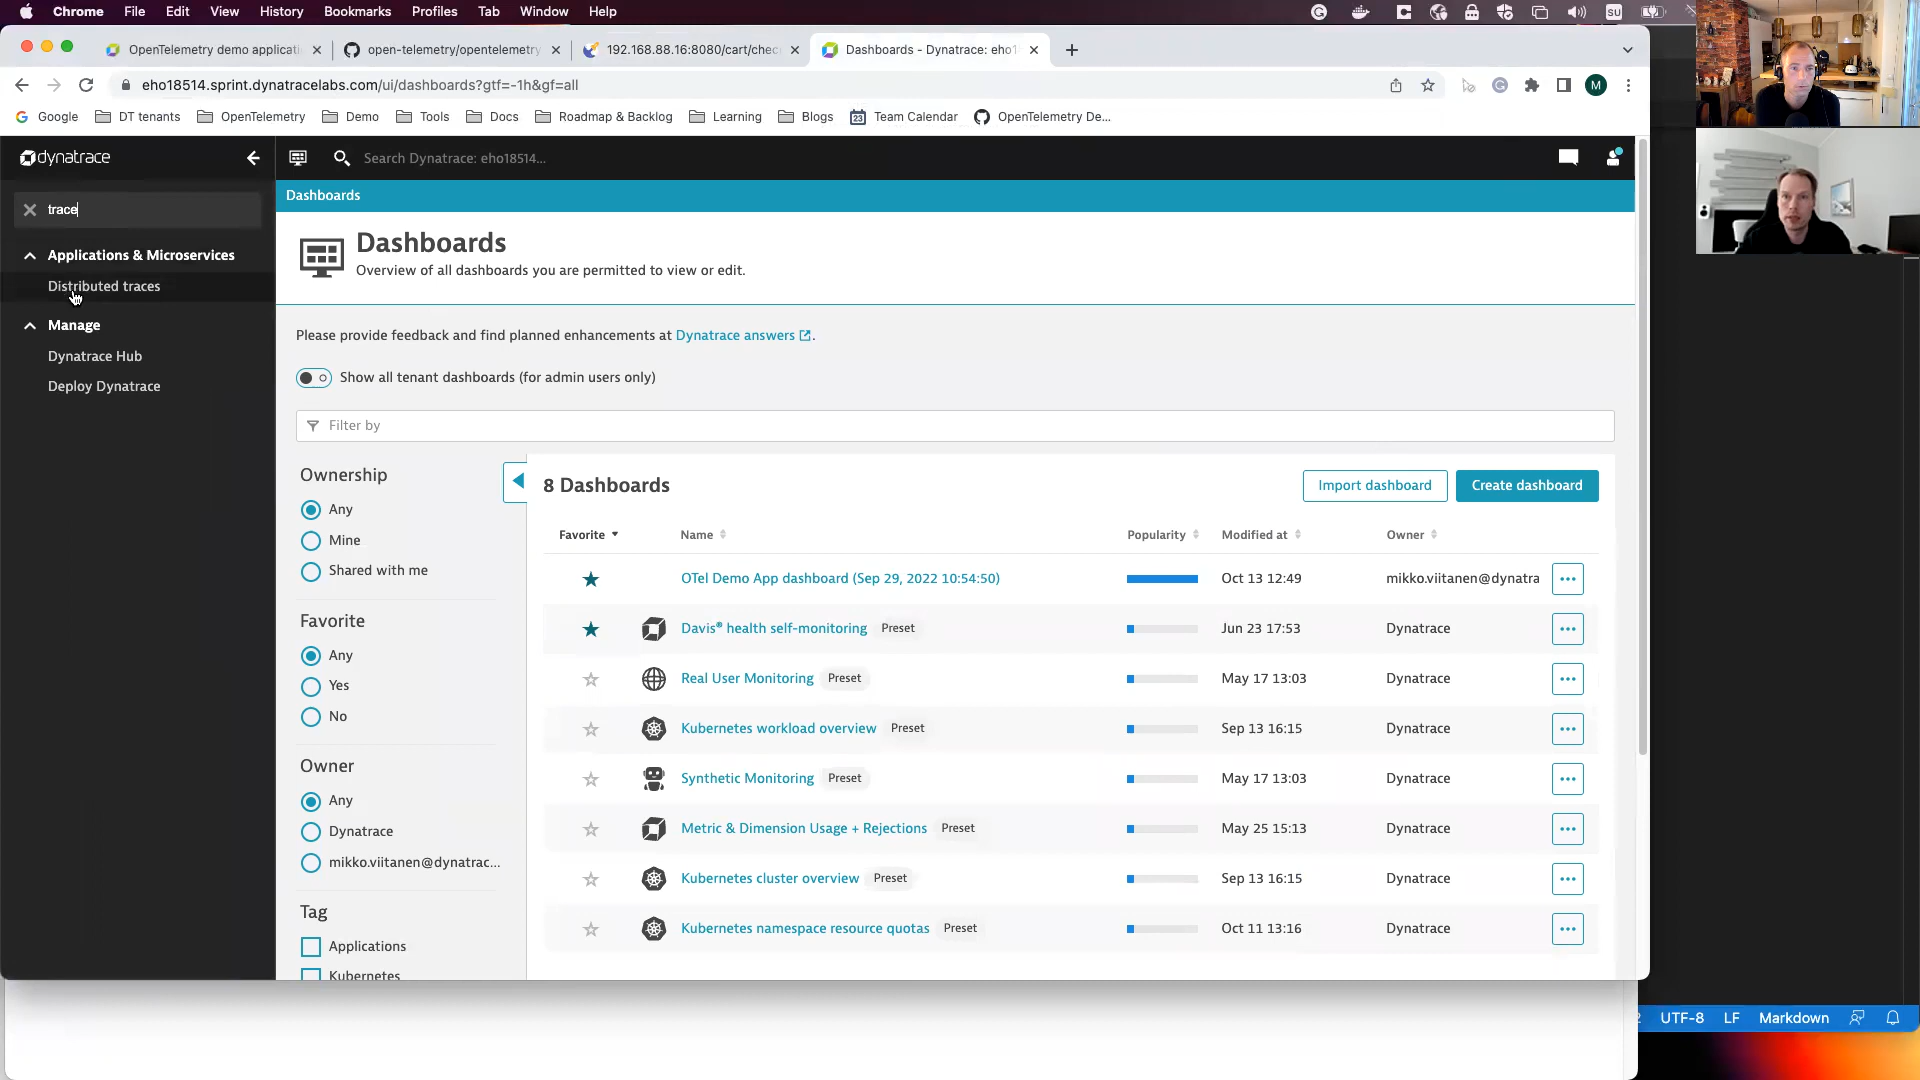 Chrome File Edit View History Bookmarks Profiles Tab Window Help
SU
OpenTelemetry demo applicati
open-telemetry/opentelemetry
192.168.88.16:8080/cart/chec
Dashboards - Dynatrace: eho1
eho18514.sprint.dynatracelabs.com/ui/dashboards?gtf=-1h&gf=all
M
Google DT tenants OpenTelemetry Demo Tools Docs Roadmap & Backlog Learning Blogs 23 Team Calendar OpenTelemetry De...
dynatrace
Search Dynatrace: eho18514...
trace
Applications & Microservices
Distributed traces
Manage
Dynatrace Hub
Deploy Dynatrace
Dashboards
Dashboards
Overview of all dashboards you are permitted to view or edit.
Please provide feedback and find planned enhancements at Dynatrace answers.
Show all tenant dashboards (for admin users only)
Filter by
Ownership
Any
Mine
Shared with me
Favorite
Any
Yes
No
Owner
Any
Dynatrace
mikko.viitanen@dynatrac...
Tag
Applications
Kubernetes
8 Dashboards
Import dashboard
Create dashboard
Favorite Name Popularity Modified at Owner
OTel Demo App dashboard (Sep 29, 2022 10:54:50) Oct 13 12:49 mikko.viitanen@dynatra
Davis® health self-monitoring Preset Jun 23 17:53 Dynatrace
Real User Monitoring Preset May 17 13:03 Dynatrace
Kubernetes workload overview Preset Sep 13 16:15 Dynatrace
Synthetic Monitoring Preset May 17 13:03 Dynatrace
Metric & Dimension Usage + Rejections Preset May 25 15:13 Dynatrace
Kubernetes cluster overview Preset Sep 13 16:15 Dynatrace
Kubernetes namespace resource quotas Preset Oct 11 13:16 Dynatrace
UTF-8 LF Markdown